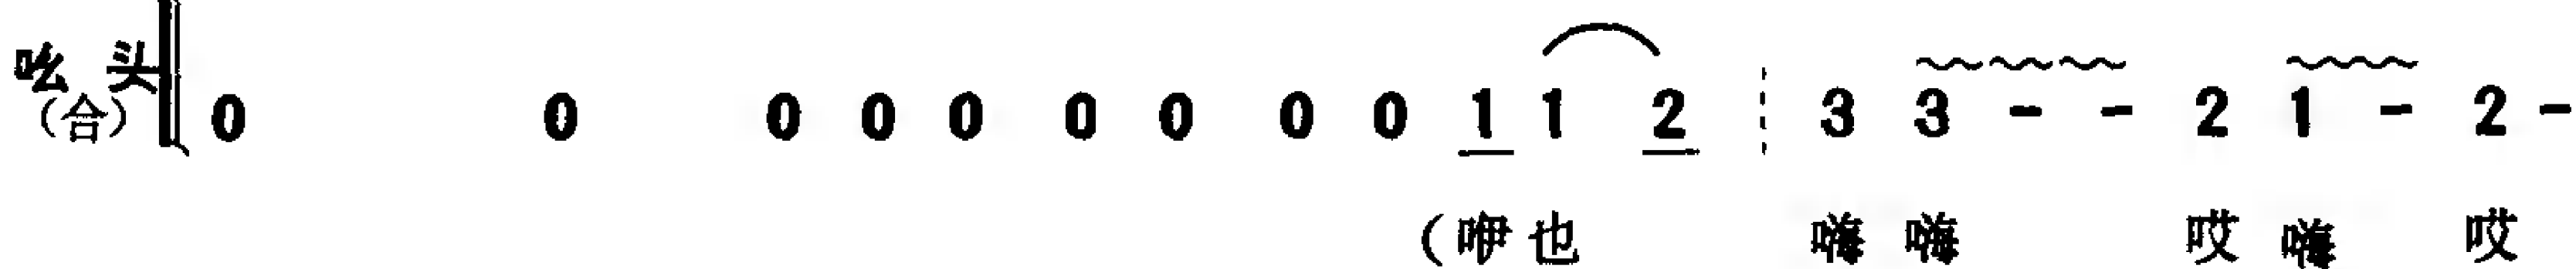 吆头
(合) 0 0 0 0 0 0 0 0 0 1 1 2 3 3 - - 2 1 - 2 -
(咿也 嗨 嗨 哎 嗨 哎